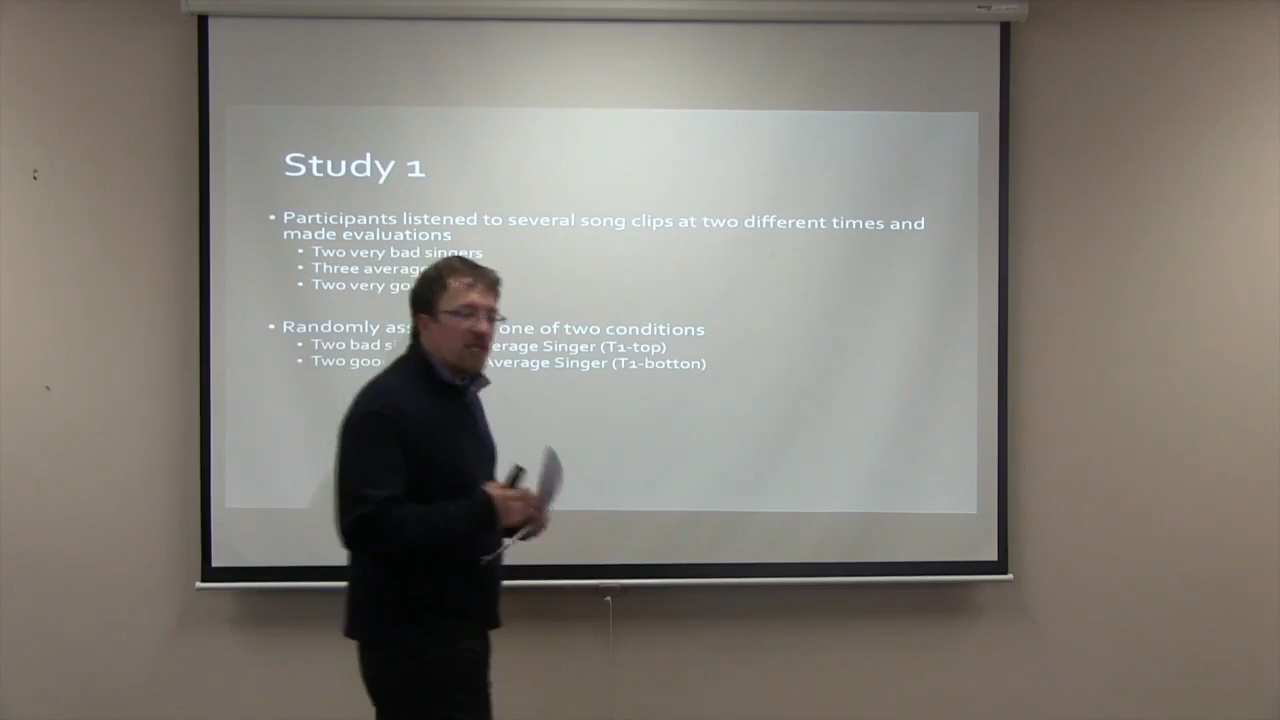 Study 1
• Participants listened to several song clips at two different times and
made evaluations
• Two very bad singers
• Three average
• Two very go
• Randomly ass one of two conditions
• Two bad s erage Singer (T1-top)
• Two goo Average Singer (T1-botton)